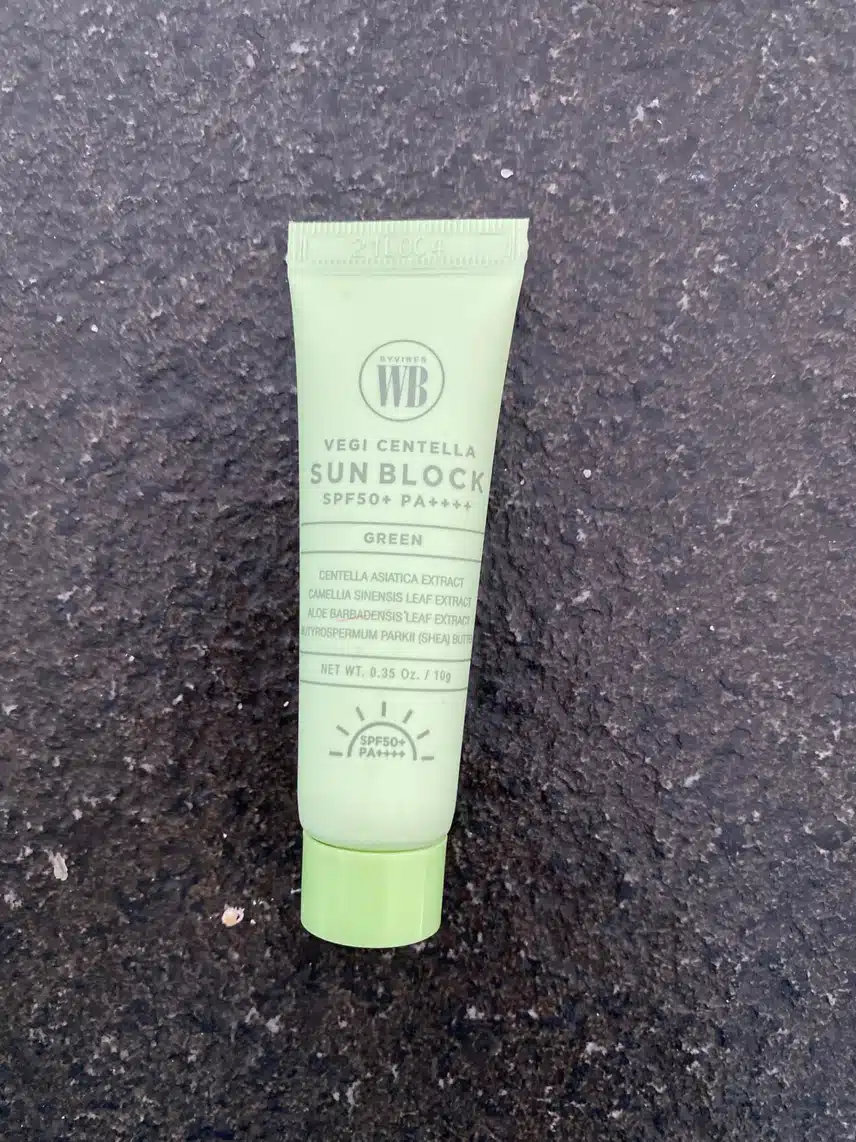 BYVIBES
WB
VEGI CENTELLA
SUN BLOCK
SPF50+ PA++++
GREEN
CENTELLA ASIATICA EXTRACT
CAMELLIA SINENSIS LEAF EXTRACT
ALOE BARBADENSIS LEAF EXTRACT
PARKII (SHEA)
NET WT. 0.35 Oz. / 10g
SPF50+
PA++++